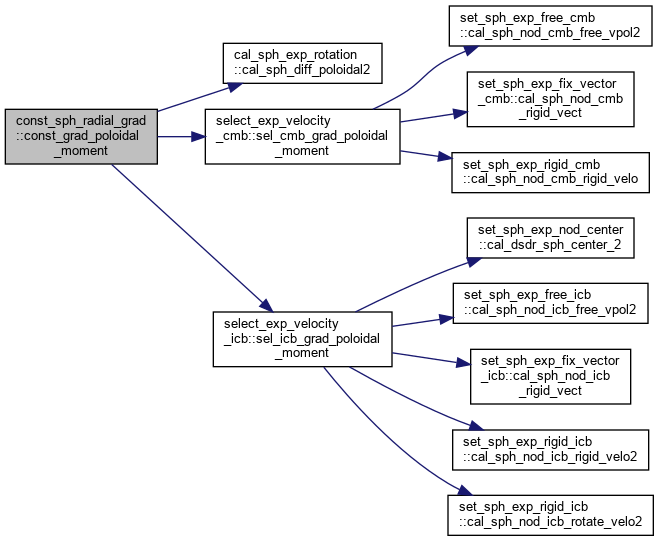 const_sph_radial_grad
::const_grad_poloidal
_moment
cal_sph_exp_rotation
::cal_sph_diff_poloidal2
select_exp_velocity
_cmb::sel_cmb_grad_poloidal
_moment
set_sph_exp_free_cmb
::cal_sph_nod_cmb_free_vpol2
set_sph_exp_fix_vector
_cmb::cal_sph_nod_cmb
_rigid_vect
set_sph_exp_rigid_cmb
::cal_sph_nod_cmb_rigid_velo
select_exp_velocity
_icb::sel_icb_grad_poloidal
_moment
set_sph_exp_nod_center
::cal_dsdr_sph_center_2
set_sph_exp_free_icb
::cal_sph_nod_icb_free_vpol2
set_sph_exp_fix_vector
_icb::cal_sph_nod_icb
_rigid_vect
set_sph_exp_rigid_icb
::cal_sph_nod_icb_rigid_velo2
set_sph_exp_rigid_icb
::cal_sph_nod_icb_rotate_velo2